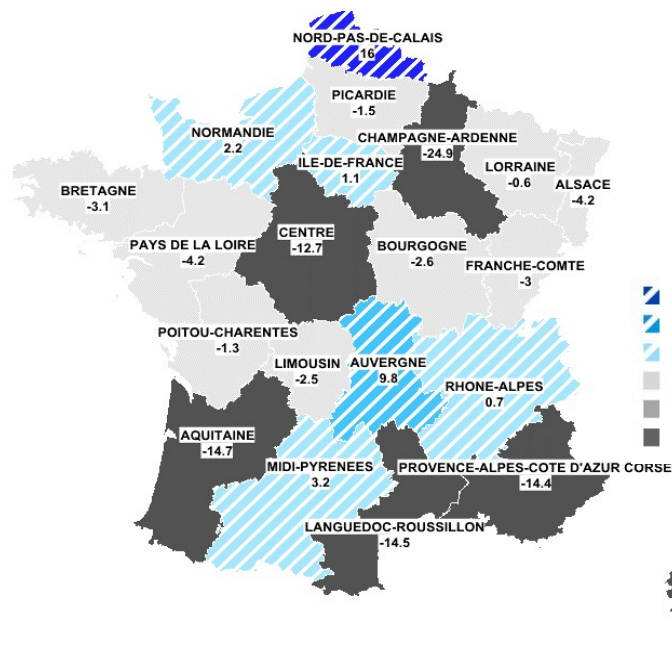 NORD-PAS-DE-CALAIS
16
PICARDIE
-1.5
NORMANDIE
2.2
CHAMPAGNE-ARDENNE
-24.9
ILE-DE-FRANCE
1.1
LORRAINE
-0.6
ALSACE
-4.2
BRETAGNE
-3.1
PAYS DE LA LOIRE
-4.2
CENTRE
-12.7
BOURGOGNE
-2.6
FRANCHE-COMTE
-3
POITOU-CHARENTES
-1.3
LIMOUSIN
-2.5
AUVERGNE
9.8
RHONE-ALPES
0.7
AQUITAINE
-14.7
MIDI-PYRENEES
3.2
PROVENCE-ALPES-COTE D'AZUR CORSE
-14.4
LANGUEDOC-ROUSSILLON
-14.5